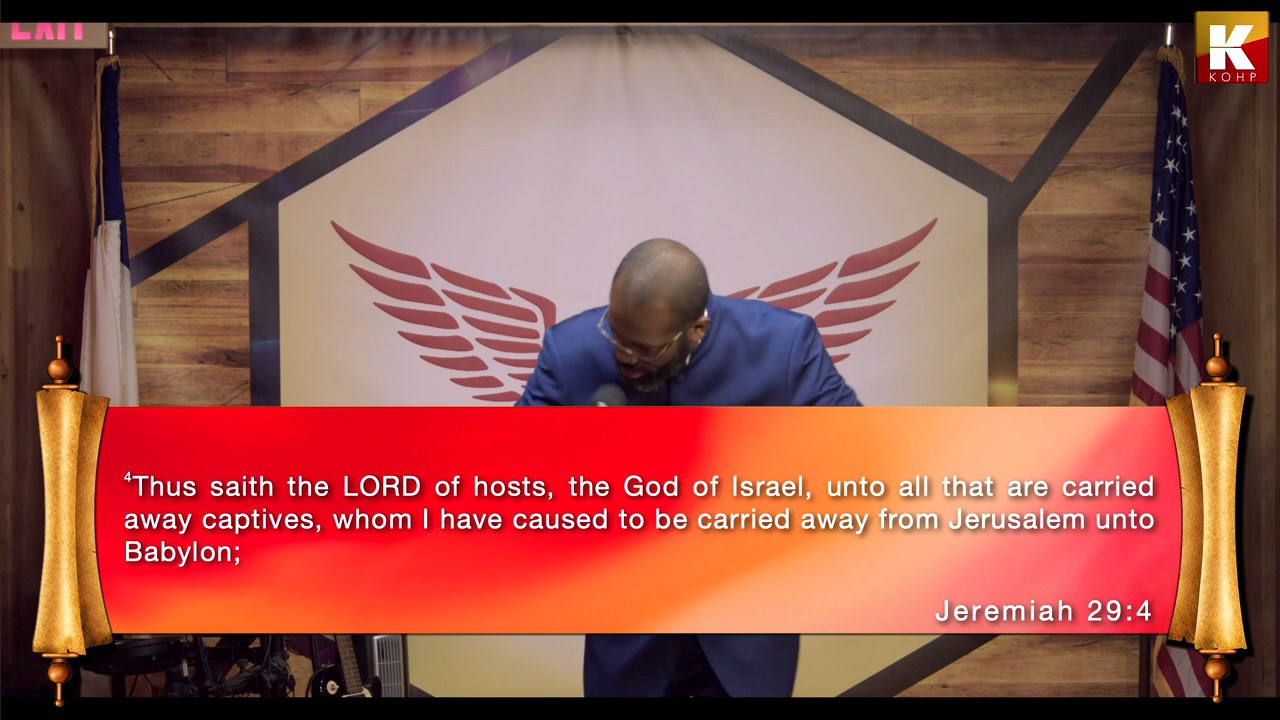 EXIT
K
KOHP
4Thus saith the LORD of hosts, the God of Israel, unto all that are carried
away captives, whom I have caused to be carried away from Jerusalem unto
Babylon;
Jeremiah 29:4